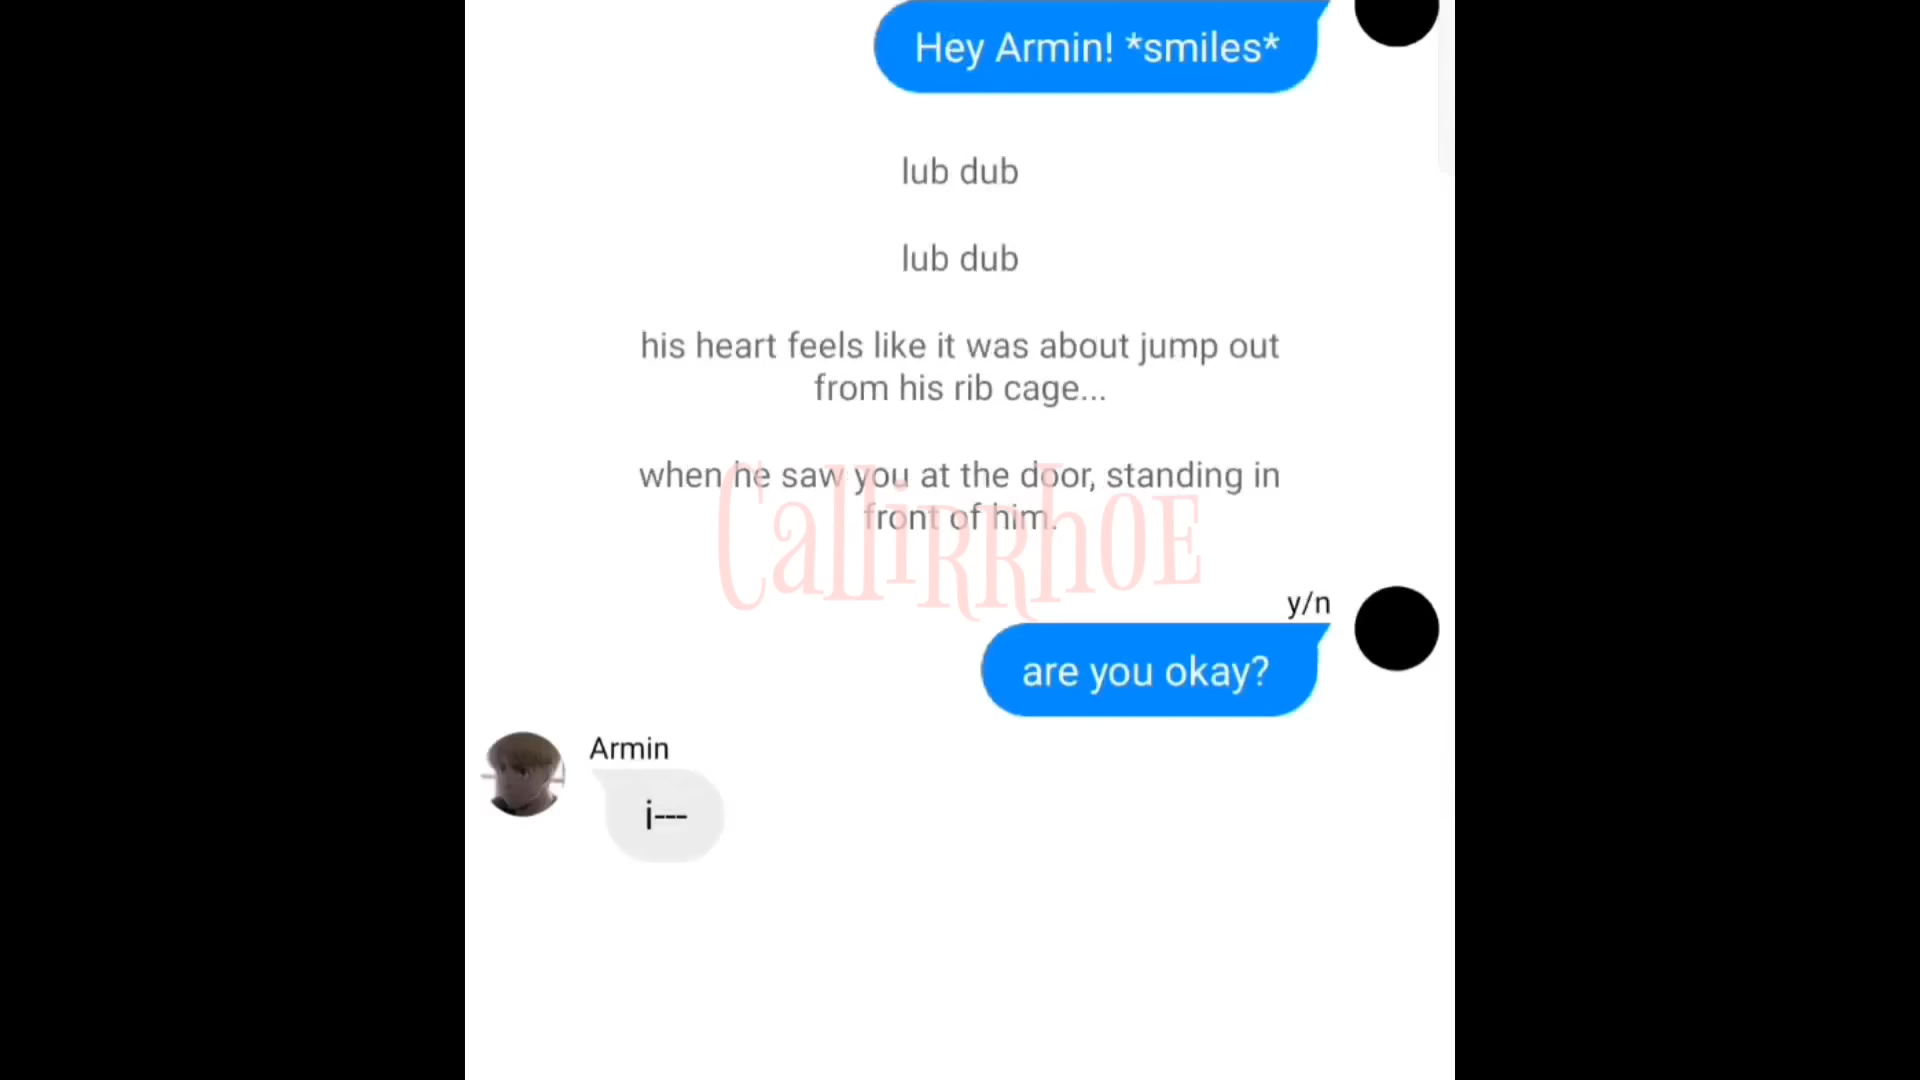 Hey Armin! *smiles*
lub dub
lub dub
his heart feels like it was about jump out
from his rib cage...
when he saw you at the door, standing in
front of him.
CalliRRhOE
y/n
are you okay?
Armin
i---